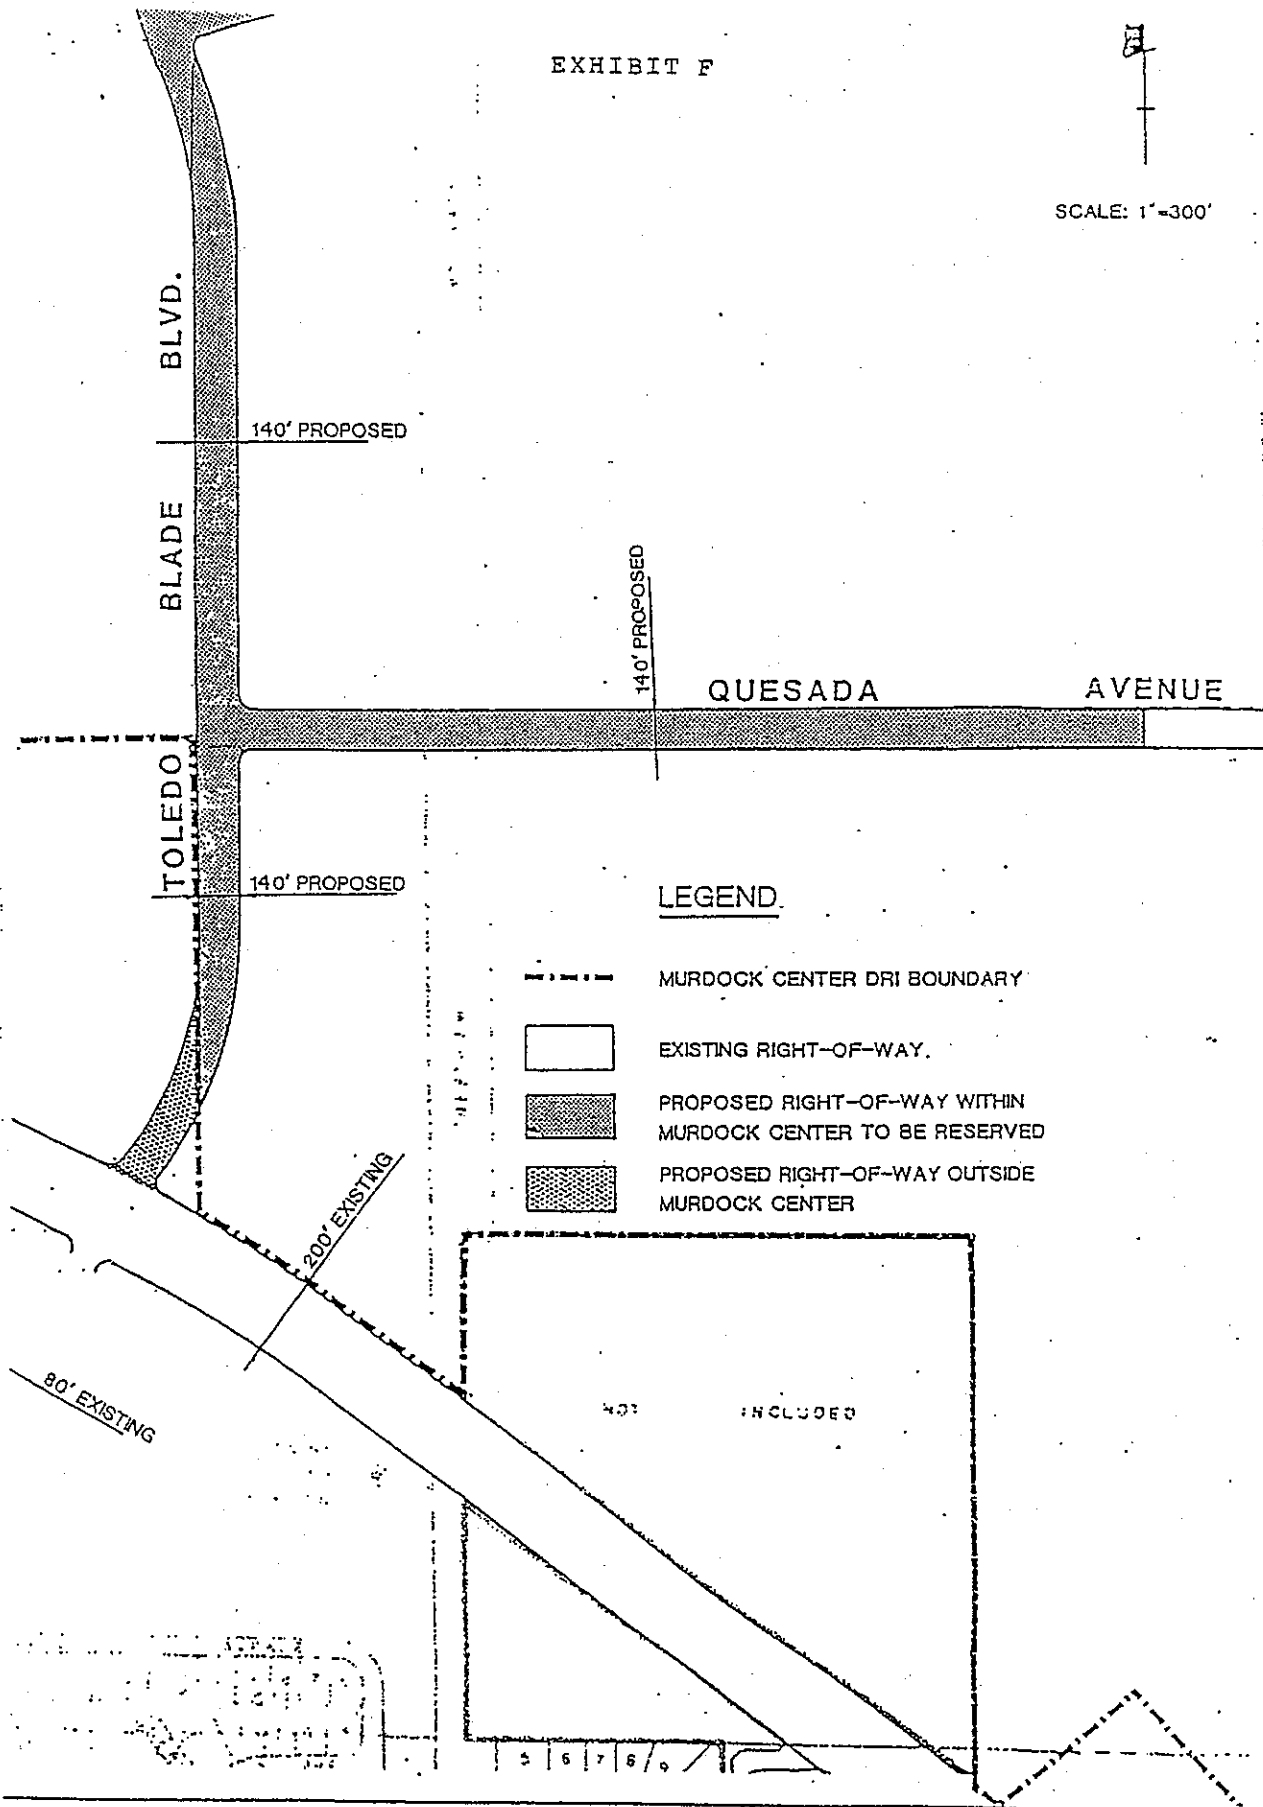 EXHIBIT F
SCALE: 1"=300'
TOLEDO BLADE BLVD.
140' PROPOSED
140' PROPOSED
QUESADA AVENUE
140' PROPOSED
LEGEND
MURDOCK CENTER DRI BOUNDARY
EXISTING RIGHT-OF-WAY.
PROPOSED RIGHT-OF-WAY WITHIN
MURDOCK CENTER TO BE RESERVED
PROPOSED RIGHT-OF-WAY OUTSIDE
MURDOCK CENTER
200' EXISTING
80' EXISTING
NOT INCLUDED
5 6 7 8 9